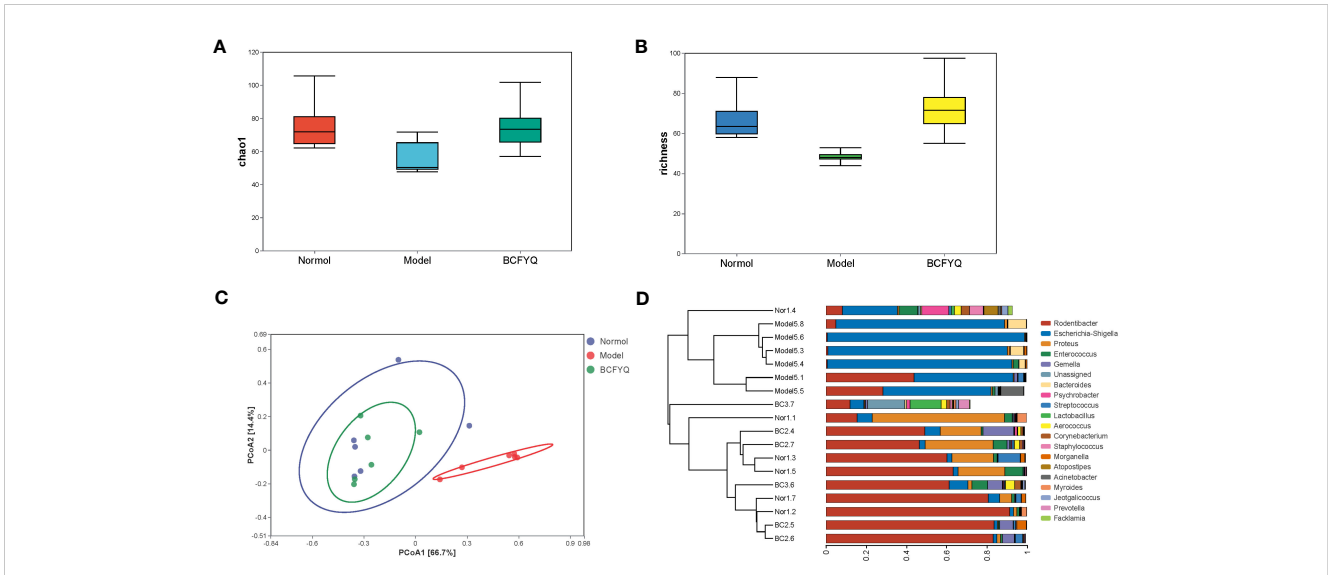 A
120
100
80
60
40
20
0
chao1
Normol
Model
BCFYQ
B
100
80
60
40
20
0
richness
Normol
Model
BCFYQ
C
0.69
0.6
0.4
0.2
0
-0.2
-0.4
-0.51
PCoA2 [14.4%]
-0.84
-0.6
-0.3
0
0.3
0.6
0.9
0.98
PCoA1 [66.7%]
Normol
Model
BCFYQ
D
Nor1.4
Model5.8
Model5.6
Model5.3
Model5.4
Model5.1
Model5.5
BC3.7
Nor1.1
BC2.4
BC2.7
Nor1.3
Nor1.5
BC3.6
Nor1.7
Nor1.2
BC2.5
BC2.6
0
0.2
0.4
0.6
0.8
1
Rodentibacter
Escherichia-Shigella
Proteus
Enterococcus
Gemella
Unassigned
Bacteroides
Psychrobacter
Streptococcus
Lactobacillus
Aerococcus
Corynebacterium
Staphylococcus
Morganella
Atopostipes
Acinetobacter
Myroides
Jeotgalicoccus
Prevotella
Facklamia